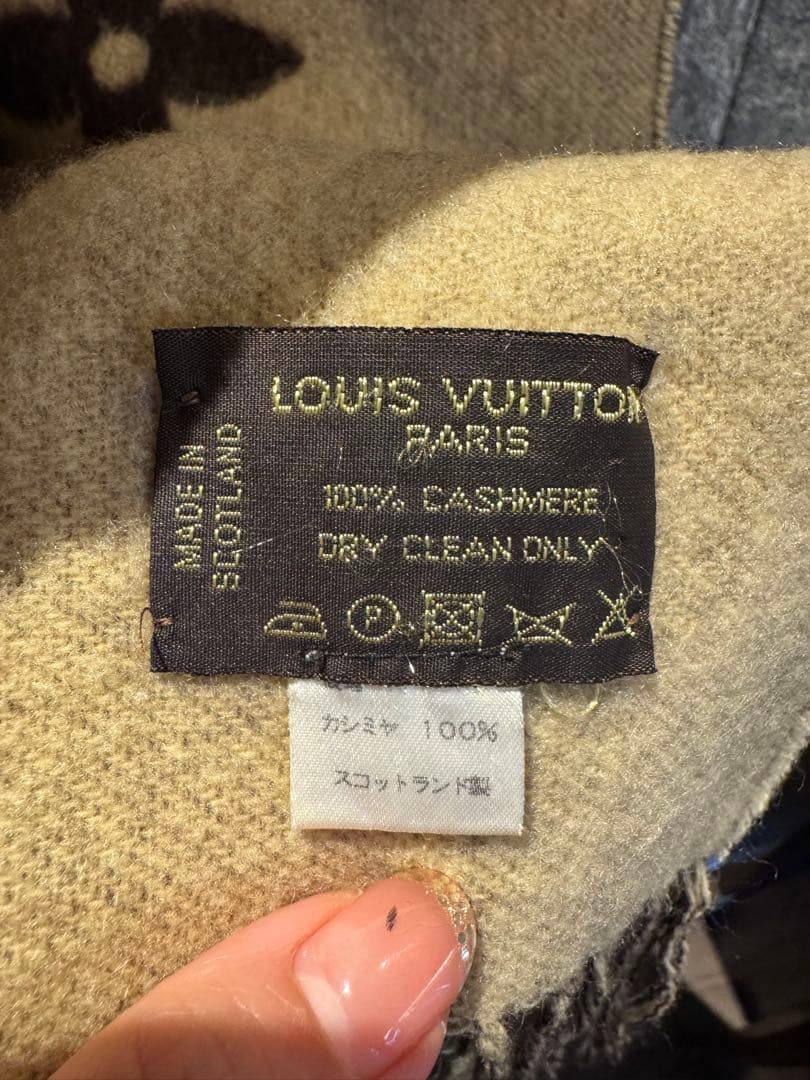 LOUIS VUITTON
PARIS
100% CASHMERE
DRY CLEAN ONLY
MADE IN
SCOTLAND
P
カシミヤ 100%
スコットランド製